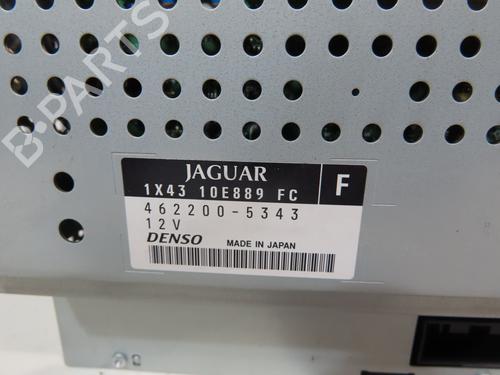 B-PARTS
JAGUAR
F
1X43 10E889 FC
462200-5343
12V
DENSO MADE IN JAPAN